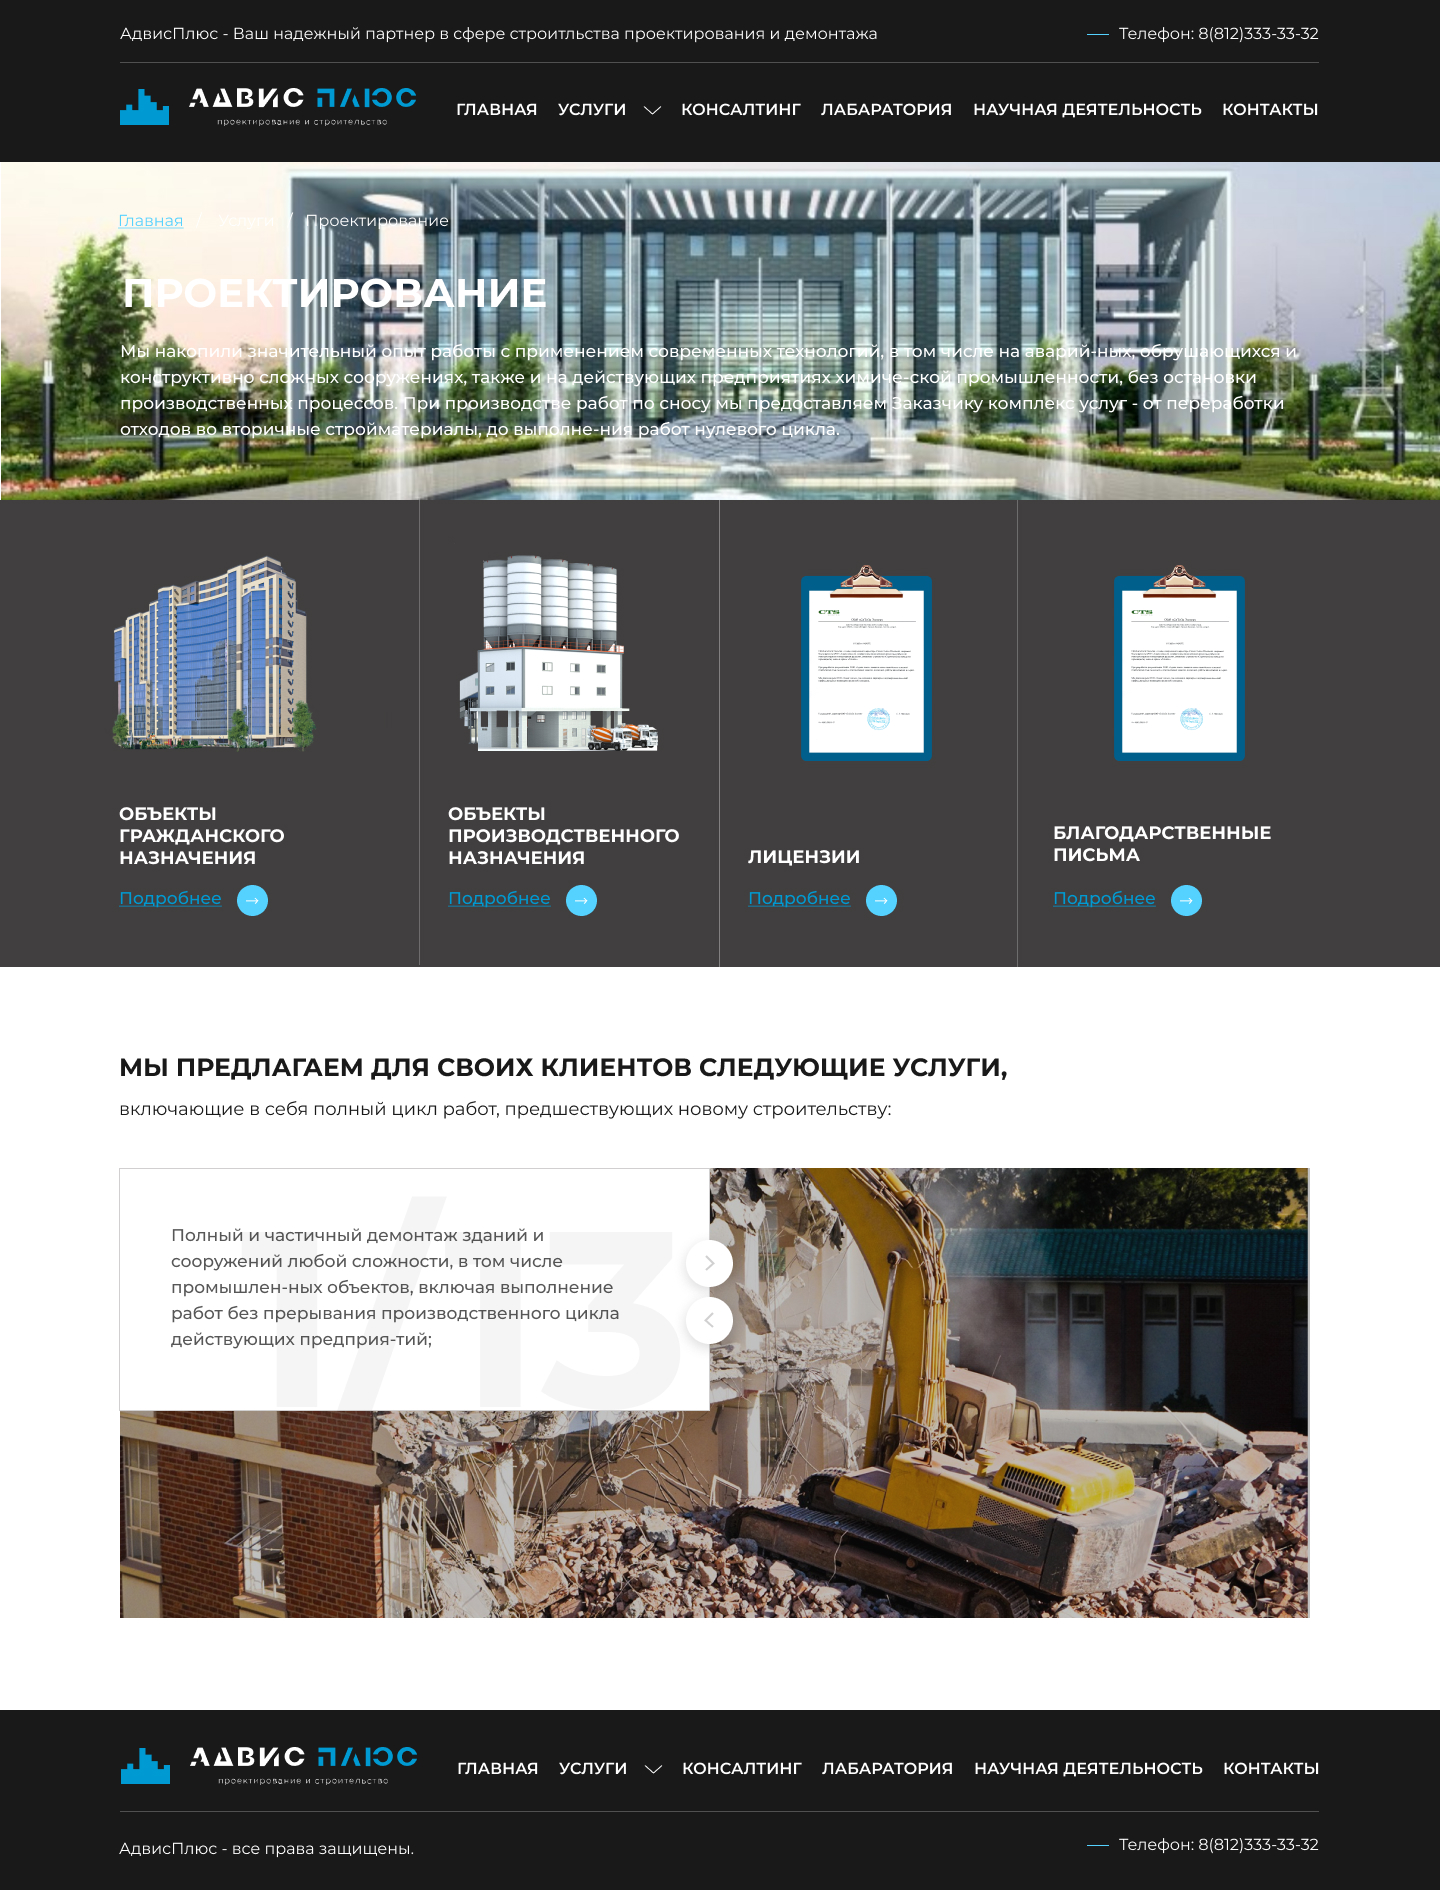 АдвисПлюс - Ваш надежный партнер в сфере строитльства проектирования и демонтажа
Телефон: 8(812)333-33-32
АДВИС ПЛЮС
проектирование и строительство
ГЛАВНАЯ УСЛУГИ КОНСАЛТИНГ ЛАБАРАТОРИЯ НАУЧНАЯ ДЕЯТЕЛЬНОСТЬ КОНТАКТЫ
Главная / Услуги / Проектирование
ПРОЕКТИРОВАНИЕ
Мы накопили значительный опыт работы с применением современных технологий, в том числе на аварий-ных, обрушающихся и
конструктивно сложных сооружениях, также и на действующих предприятиях химиче-ской промышленности, без остановки
производственных процессов. При производстве работ по сносу мы предоставляем Заказчику комплекс услуг - от переработки
отходов во вторичные стройматериалы, до выполне-ния работ нулевого цикла.
CTS
CTS
ОБЪЕКТЫ
ГРАЖДАНСКОГО
НАЗНАЧЕНИЯ
Подробнее
ОБЪЕКТЫ
ПРОИЗВОДСТВЕННОГО
НАЗНАЧЕНИЯ
Подробнее
ЛИЦЕНЗИИ
Подробнее
БЛАГОДАРСТВЕННЫЕ
ПИСЬМА
Подробнее
МЫ ПРЕДЛАГАЕМ ДЛЯ СВОИХ КЛИЕНТОВ СЛЕДУЮЩИЕ УСЛУГИ,
включающие в себя полный цикл работ, предшествующих новому строительству:
1/13
Полный и частичный демонтаж зданий и
сооружений любой сложности, в том числе
промышлен-ных объектов, включая выполнение
работ без прерывания производственного цикла
действующих предприя-тий;
АДВИС ПЛЮС
проектирование и строительство
ГЛАВНАЯ УСЛУГИ КОНСАЛТИНГ ЛАБАРАТОРИЯ НАУЧНАЯ ДЕЯТЕЛЬНОСТЬ КОНТАКТЫ
АдвисПлюс - все права защищены.
Телефон: 8(812)333-33-32